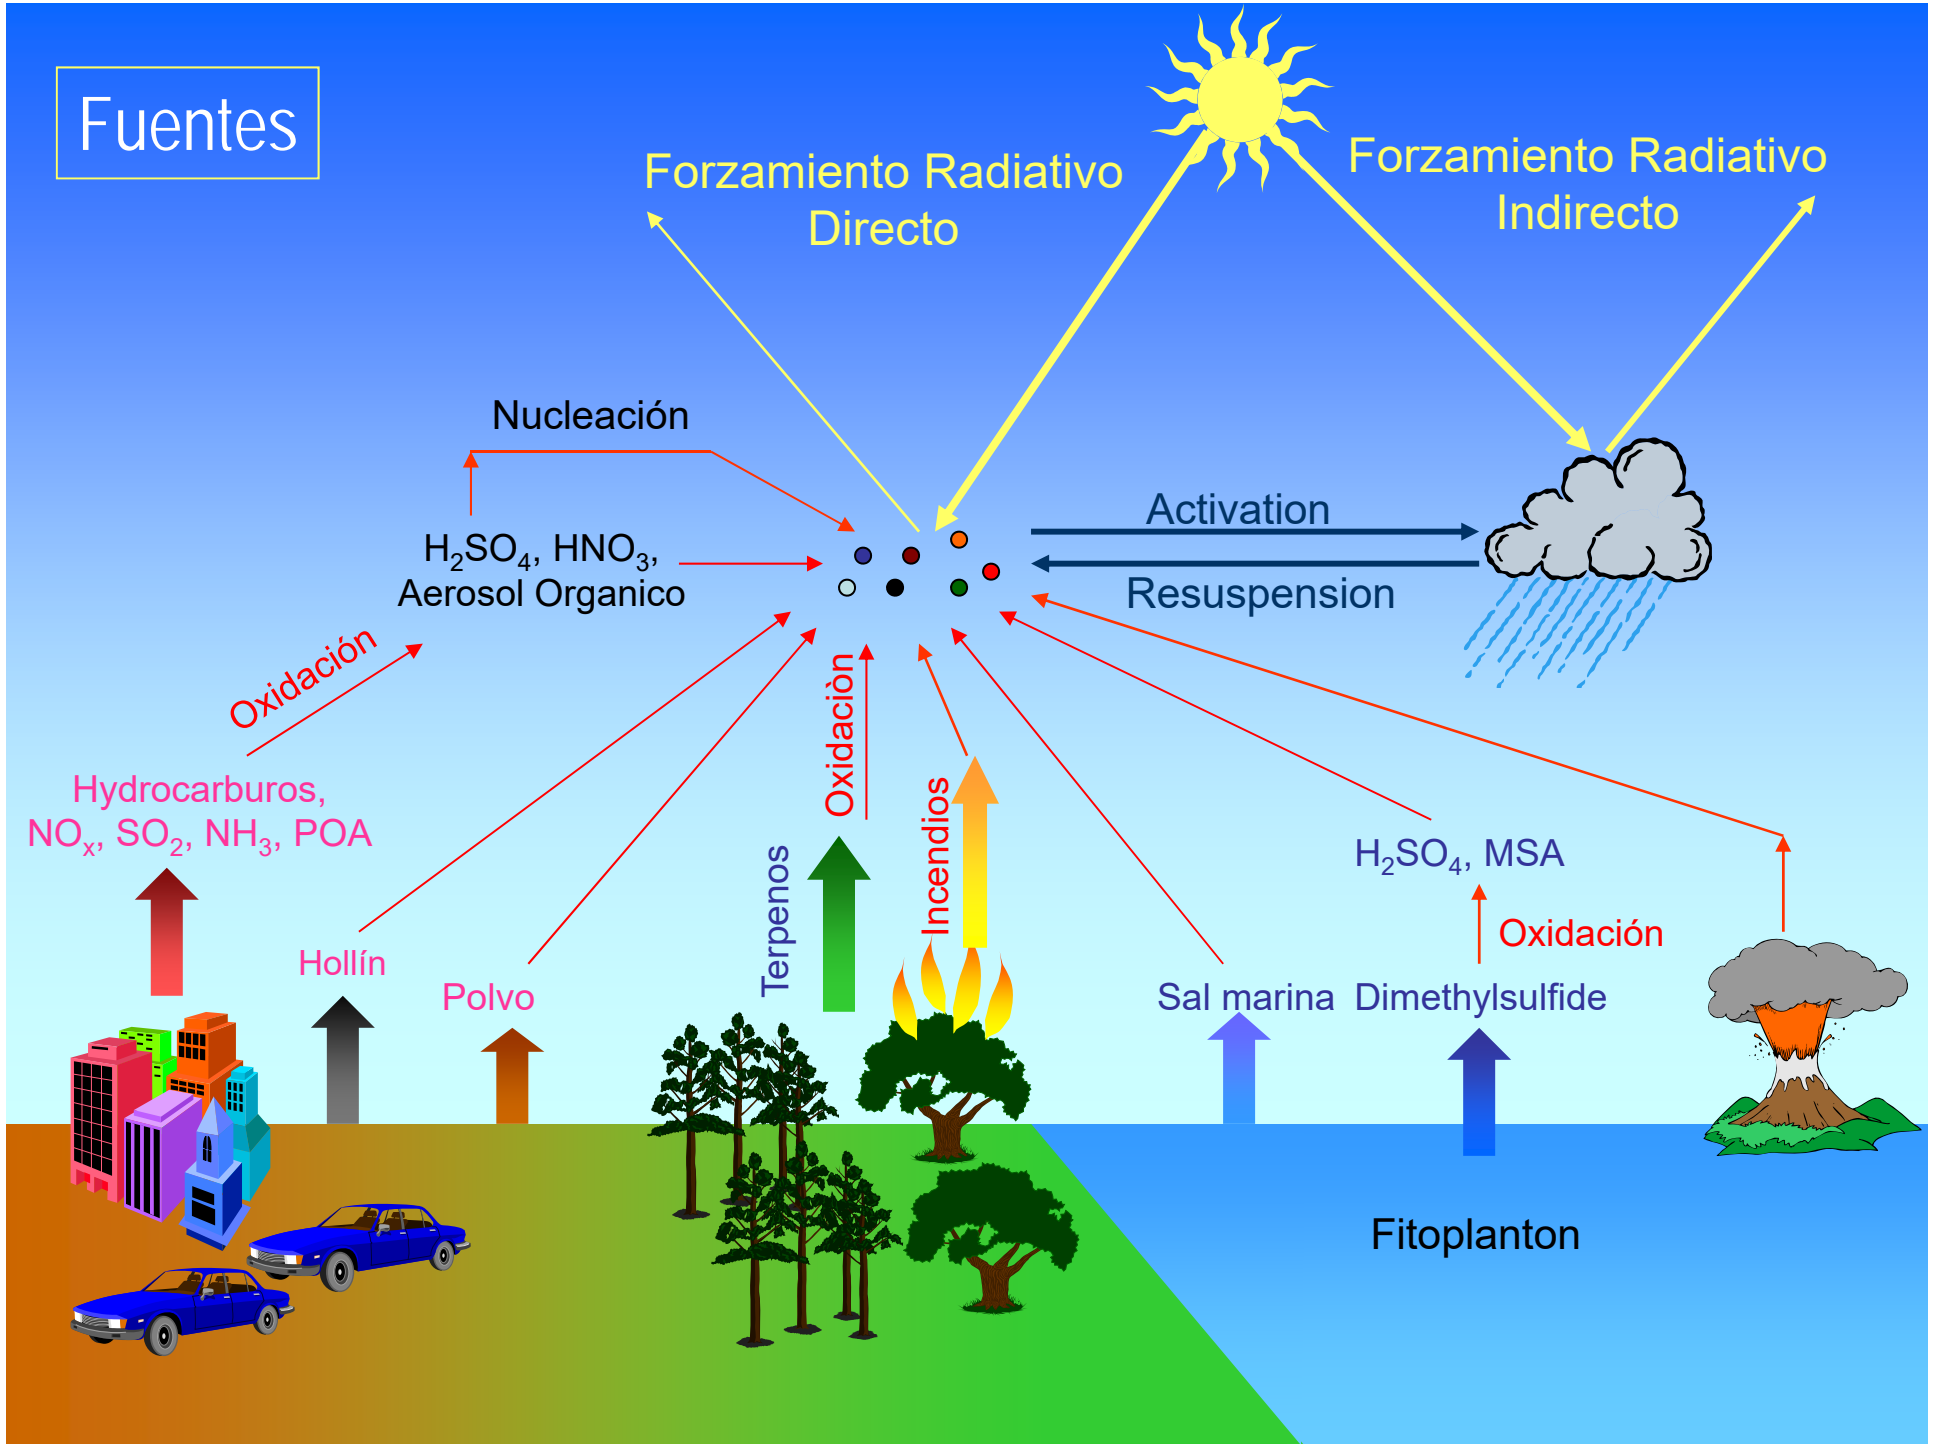 Fuentes
Forzamiento Radiativo
Directo
Forzamiento Radiativo
Indirecto
Nucleación
H₂SO₄, HNO₃,
Aerosol Organico
Activation
Resuspension
Oxidación
Hydrocarburos,
NOₓ, SO₂, NH₃, POA
Hollín
Polvo
Terpenos
Oxidaciòn
Incendios
Sal marina
H₂SO₄, MSA
Oxidación
Dimethylsulfide
Fitoplanton